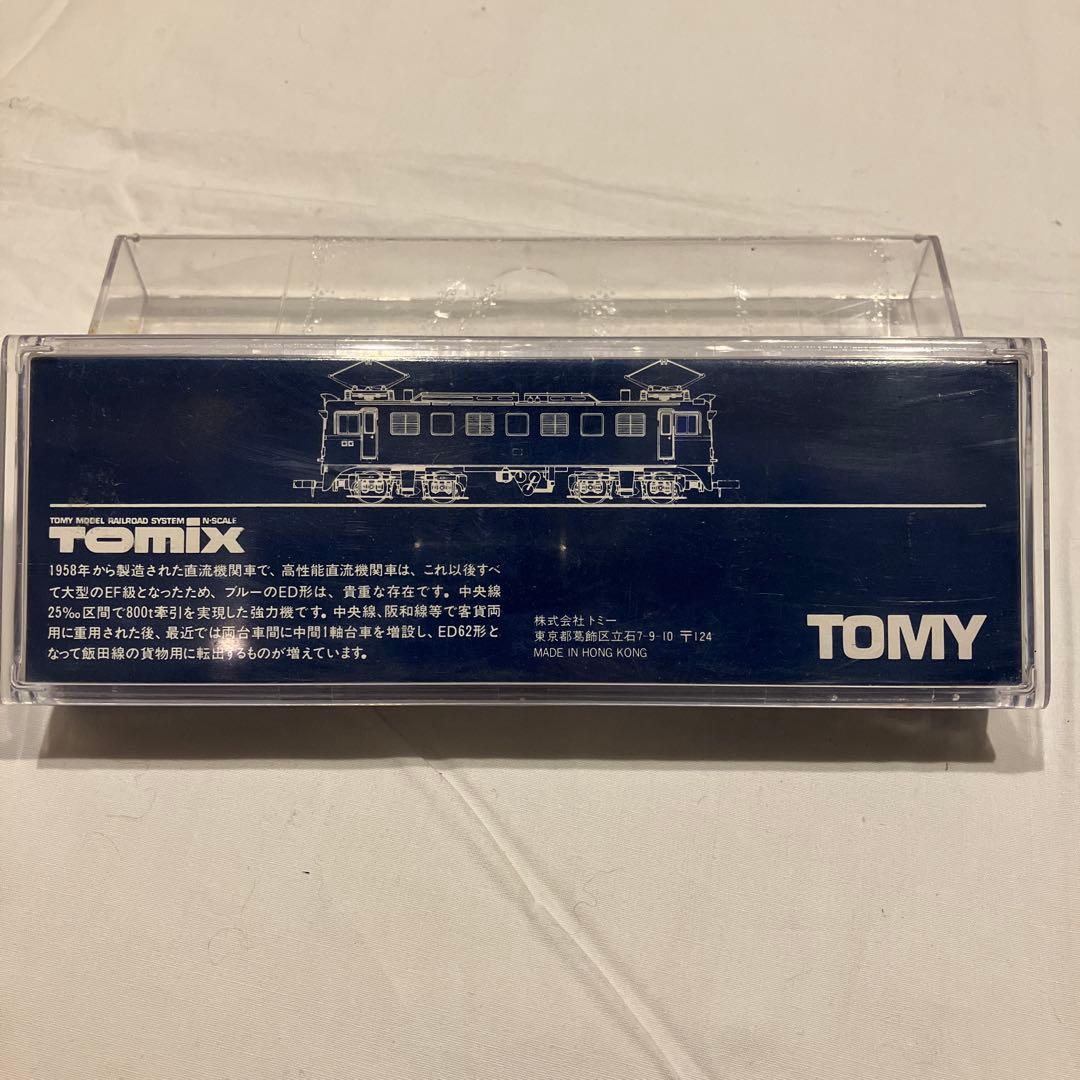 TOMY MODEL RAILROAD SYSTEM N-SCALE
TOMIX
1958年から製造された直流機関車で、高性能直流機関車は、これ以後すべ
て大型のEF級となったため、ブルーのED形は、貴重な存在です。中央線
25‰区間で800t牽引を実現した強力機です。中央線、阪和線等で客貨両
用に重用された後、最近では両台車間に中間1軸台車を増設し、ED62形と
なって飯田線の貨物用に転出するものが増えています。
株式会社トミー
東京都葛飾区立石7-9-10 〒124
MADE IN HONG KONG
TOMY